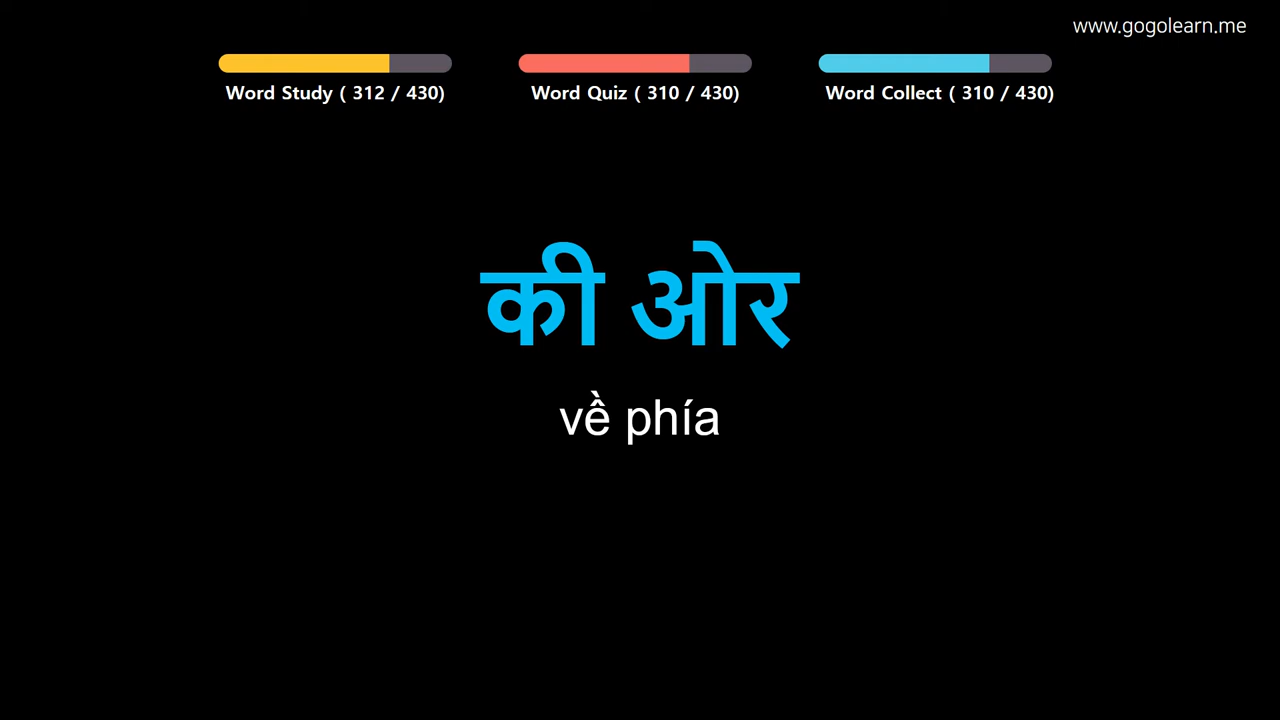 www.gogolearn.me
Word Study ( 312 / 430)
Word Quiz ( 310 / 430)
Word Collect ( 310 / 430)
की ओर
về phía